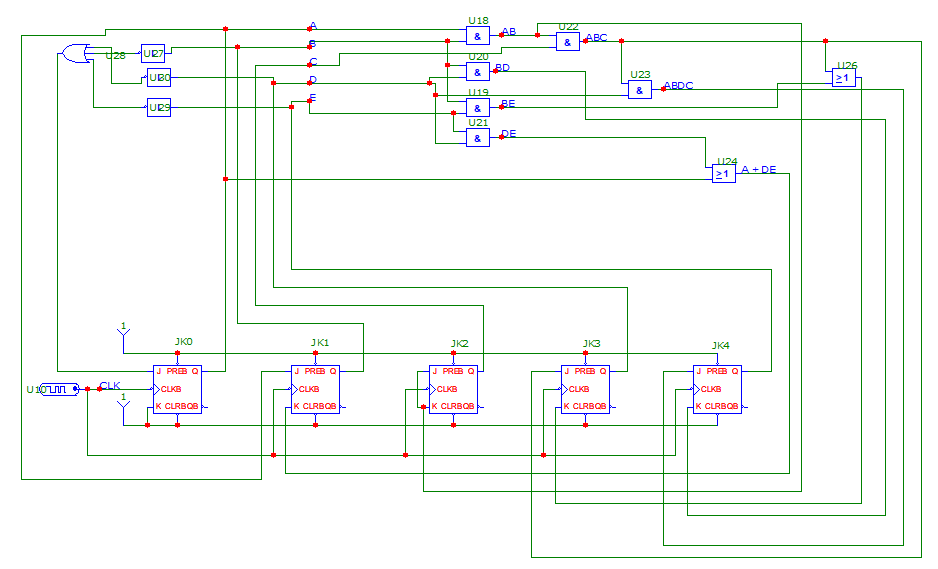 A
U18
AB
U22
ABC
B
U28
U27
C
U20
BD
U26
≥1
&
&
&
U30
D
U23
&
ABDC
E
U19
BE
&
U29
U21
DE
&
U24
≥1
A + DE
1
JK0
JK1
JK2
JK3
JK4
J PREB Q
J PREB Q
J PREB Q
J PREB Q
J PREB Q
U10
CLK
CLKB
CLKB
CLKB
CLKB
CLKB
1
K CLRBQB
K CLRBQB
K CLRBQB
K CLRBQB
K CLRBQB